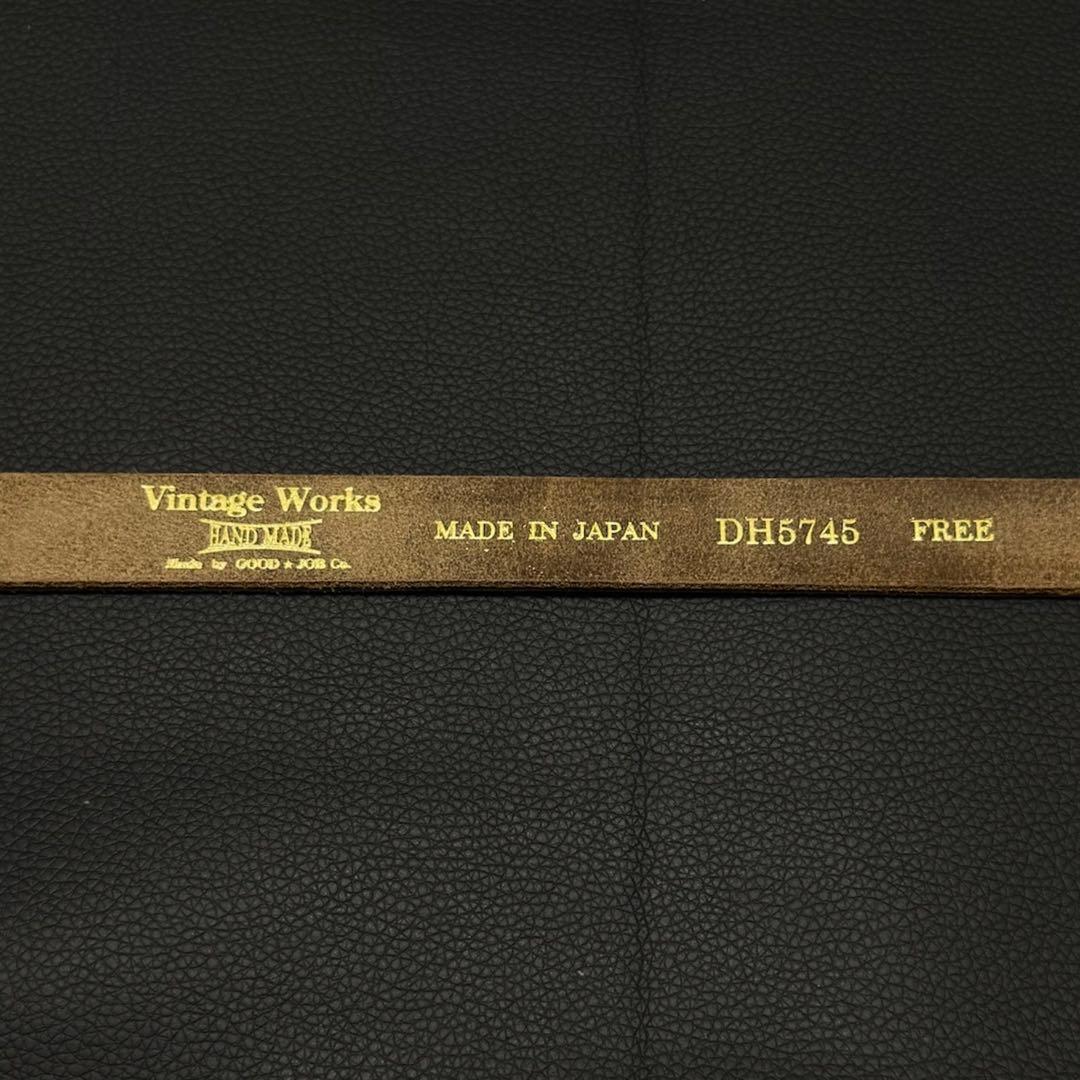 Vintage Works
HAND MADE
Made by GOOD ★ JOB Co.
MADE IN JAPAN
DH5745
FREE